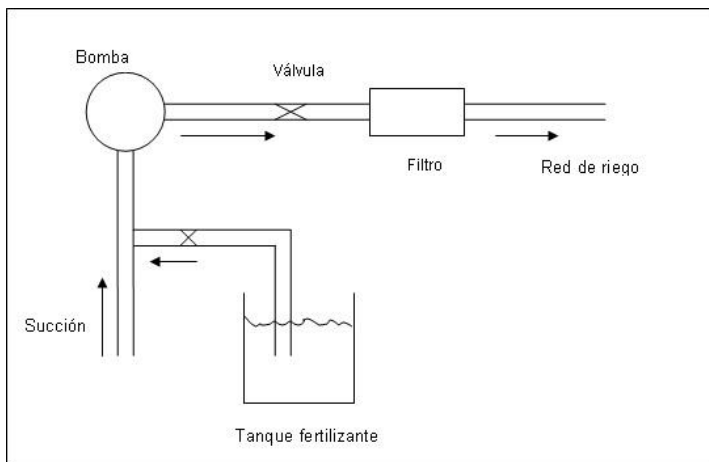 Bomba
Válvula
Filtro
Red de riego
Succión
Tanque fertilizante